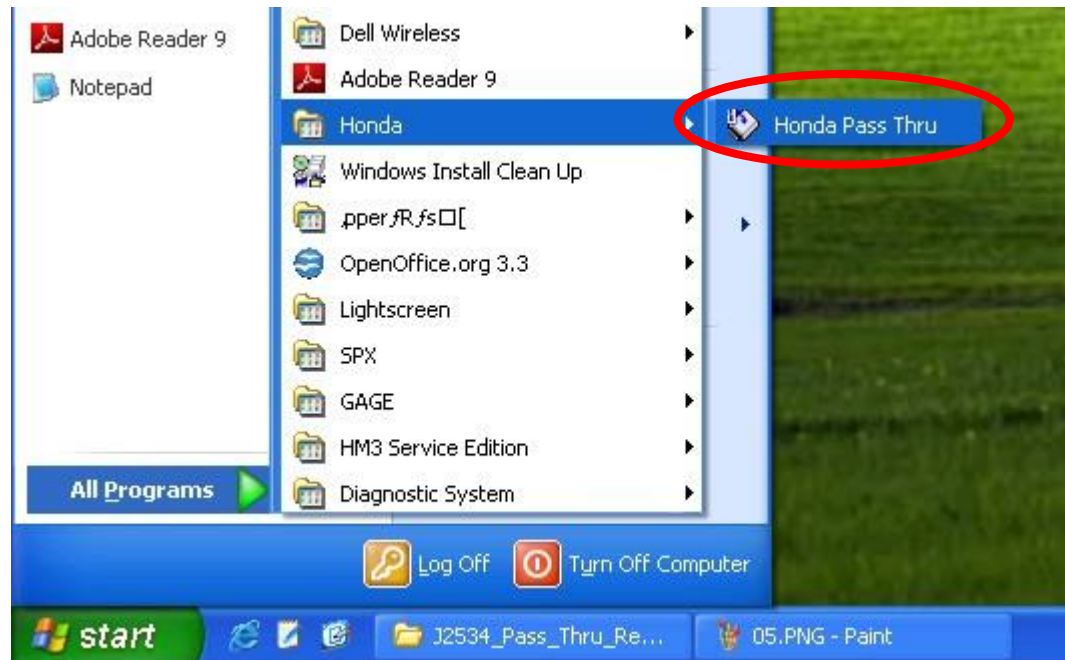 Adobe Reader 9
Notepad
All Programs
Dell Wireless
Adobe Reader 9
Honda
Windows Install Clean Up
‚pper ƒRƒs□[
OpenOffice.org 3.3
Lightscreen
SPX
GAGE
HM3 Service Edition
Diagnostic System
Honda Pass Thru
Log Off
Turn Off Computer
start
J2534_Pass_Thru_Re...
05.PNG - Paint